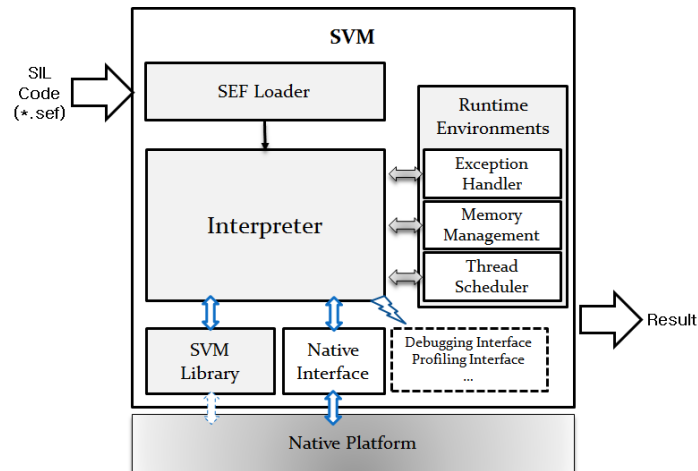 SVM
SIL
Code
(*.sef)
SEF Loader
Runtime
Environments
Exception
Handler
Interpreter
Memory
Management
Thread
Scheduler
Result
SVM
Library
Native
Interface
Debugging Interface
Profiling Interface
...
Native Platform